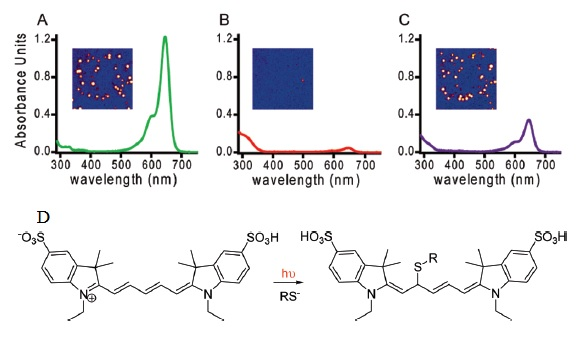 A B C
Absorbance Units
1.2 1.2 1.2
0.8 0.8 0.8
0.4 0.4 0.4
0.0 0.0 0.0
300 400 500 600 700 300 400 500 600 700 300 400 500 600 700
wavelength (nm) wavelength (nm) wavelength (nm)
D
⁻O₃S SO₃H HO₃S SO₃H
S R
hυ
N⊕ N RS⁻ N N